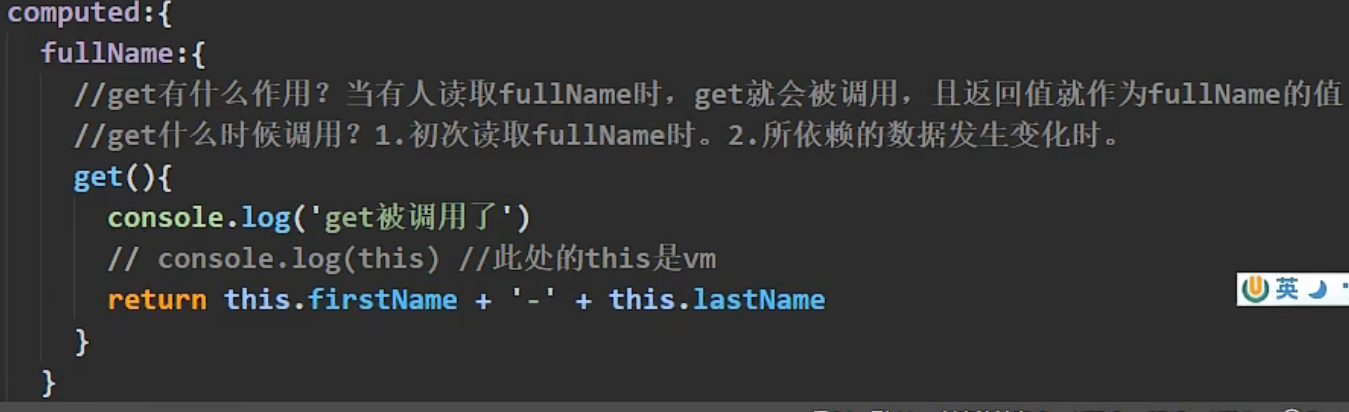 computed:{
fullName:{
//get有什么作用？当有人读取fullName时，get就会被调用，且返回值就作为fullName的值
//get什么时候调用？1.初次读取fullName时。2.所依赖的数据发生变化时。
get(){
console.log('get被调用了')
// console.log(this) //此处的this是vm
return this.firstName + '-' + this.lastName
英
}
}